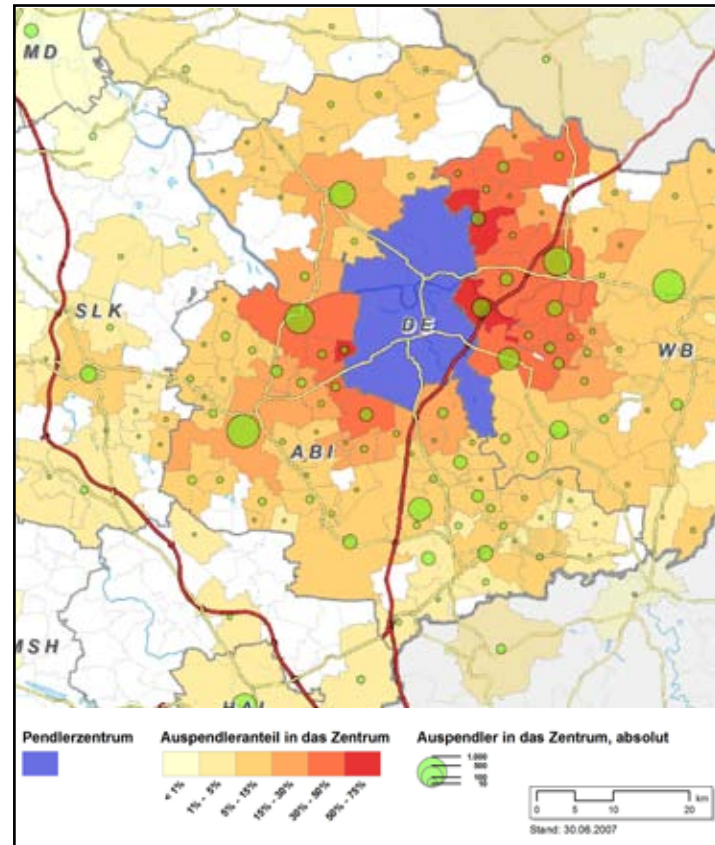 MD
SLK
DE
WB
ABI
MSH
HAL
Pendlerzentrum
Auspendleranteil in das Zentrum
Auspendler in das Zentrum, absolut
< 1%
1% - 5%
5% - 15%
15% - 30%
30% - 50%
50% - 75%
1.000
500
100
10
km
0 5 10 20
Stand: 30.06.2007